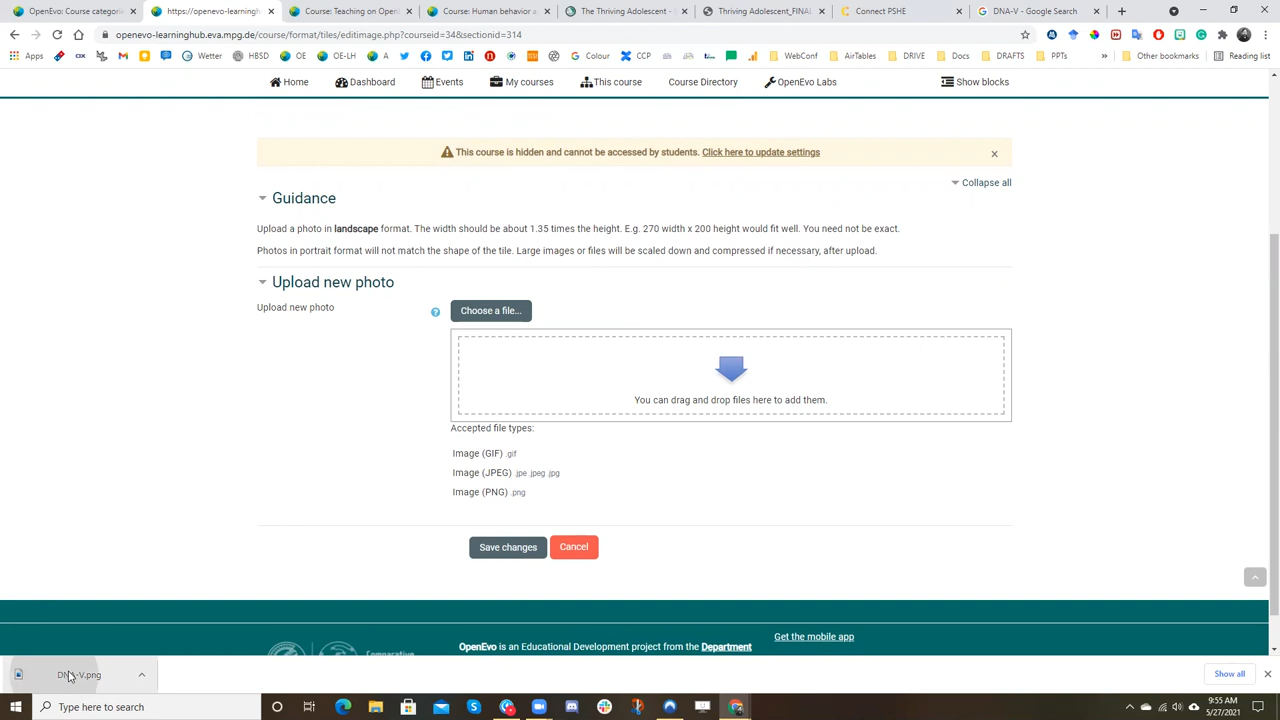 OpenEvo: Course categor
https://openevo-learningh
Guidance: Teaching on Open
Course: Human behavior:
The Thriving Adolescent -
Thriving Adolescent_FINAL
Connect PSHE
DNA-V - Google Search
openevo-learninghub.eva.mpg.de/course/format/tiles/editimage.php?courseid=34&sectionid=314
Apps
Wetter
HBSD
OE
OE-LH
A
Colour
CCP
WebConf
AirTables
DRIVE
Docs
DRAFTS
PPTs
»
Other bookmarks
Reading list
Home
Dashboard
Events
My courses
This course
Course Directory
OpenEvo Labs
Show blocks
This course is hidden and cannot be accessed by students. Click here to update settings
×
Collapse all
Guidance
Upload a photo in landscape format. The width should be about 1.35 times the height. E.g. 270 width x 200 height would fit well. You need not be exact.
Photos in portrait format will not match the shape of the tile. Large images or files will be scaled down and compressed if necessary, after upload.
Upload new photo
Upload new photo
Choose a file...
You can drag and drop files here to add them.
Accepted file types:
Image (GIF) .gif
Image (JPEG) .jpe .jpeg .jpg
Image (PNG) .png
Save changes
Cancel
OpenEvo is an Educational Development project from the Department
Get the mobile app
Show all
Type here to search
9:55 AM
5/27/2021